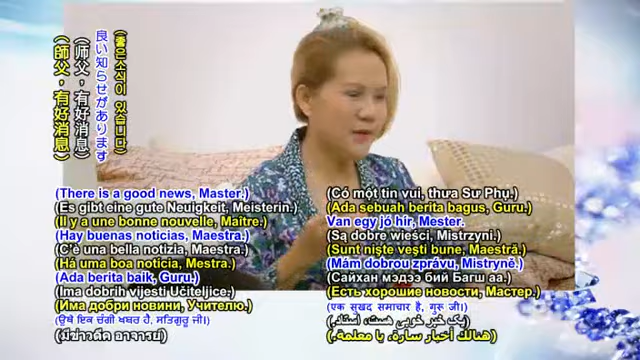 (좋은소식이 있습니다)
良い知らせがあります
(师父，有好消息)
(師父，有好消息)
(There is a good news, Master.)
(Es gibt eine gute Neuigkeit, Meisterin.)
(Il y a une bonne nouvelle, Maître.)
(Hay buenas noticias, Maestra.)
(C'è una bella notizia, Maestra.)
(Há uma boa notícia, Mestra.)
(Ada berita baik, Guru.)
(Ima dobrih vijesti Učiteljice.)
(Има добри новини, Учителю.)
(ਉਥੇ ਇਕ ਚੰਗੀ ਖਬਰ ਹੈ, ਸਤਿਗੁਰੂ ਜੀ।)
(มีข่าวดีค่ะ อาจารย์)
(Có một tin vui, thưa Sư Phụ.)
(Ada sebuah berita bagus, Guru.)
Van egy jó hír, Mester.
(Są dobre wieści, Mistrzyni.)
(Sunt nişte veşti bune, Maestră.)
(Mám dobrou zprávu, Mistryně.)
(Сайхан мэдээ бий Багш аа.)
(Есть хорошие новости, Мастер.)
(एक सुखद समाचार है, गुरू जी।)
(یک خبر خوبی هست، استاد.)
(هنالك أخبار سارة، يا معلمة.)